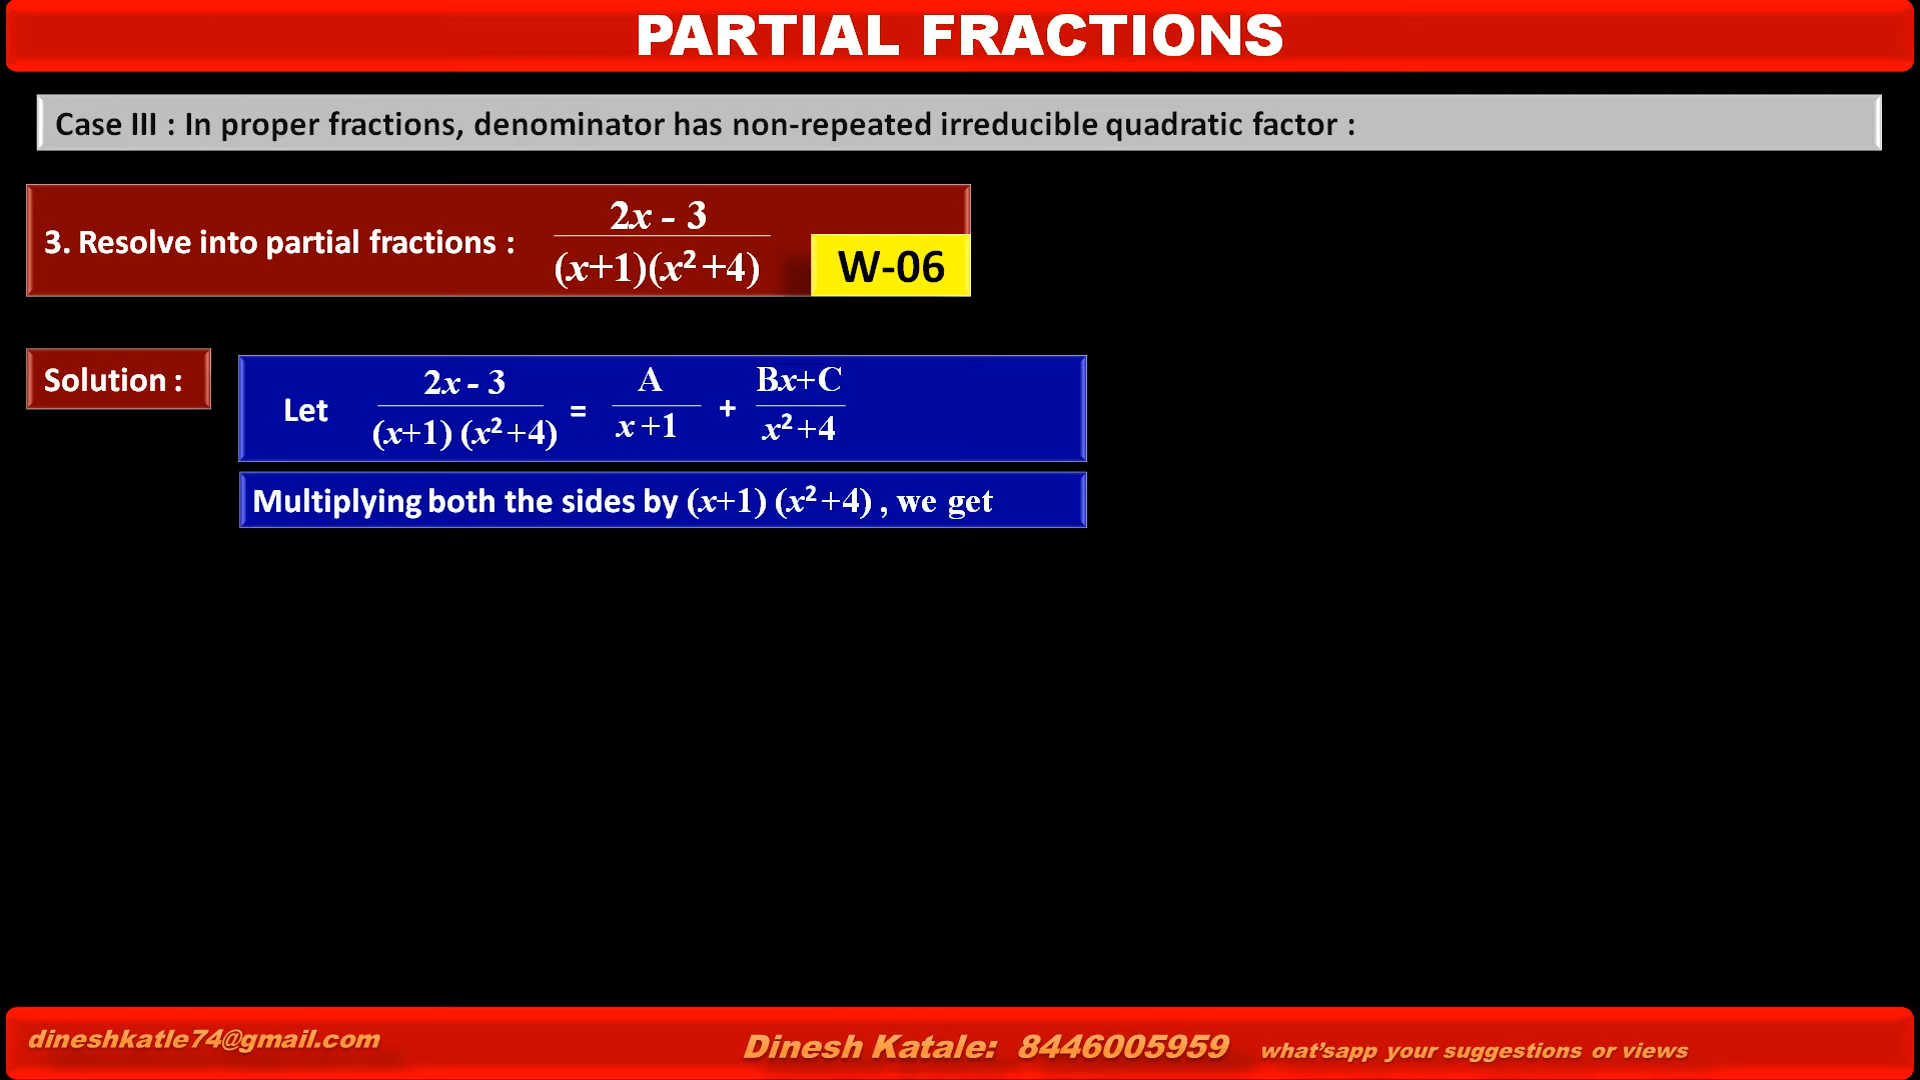 PARTIAL FRACTIONS
Case III : In proper fractions, denominator has non-repeated irreducible quadratic factor :
3. Resolve into partial fractions : 2x - 3 / (x+1)(x²+4)
W-06
Solution :
Let 2x - 3 / (x+1) (x²+4) = A / x +1 + Bx+C / x²+4
Multiplying both the sides by (x+1) (x²+4) , we get
dineshkatle74@gmail.com
Dinesh Katale: 8446005959 what'sapp your suggestions or views